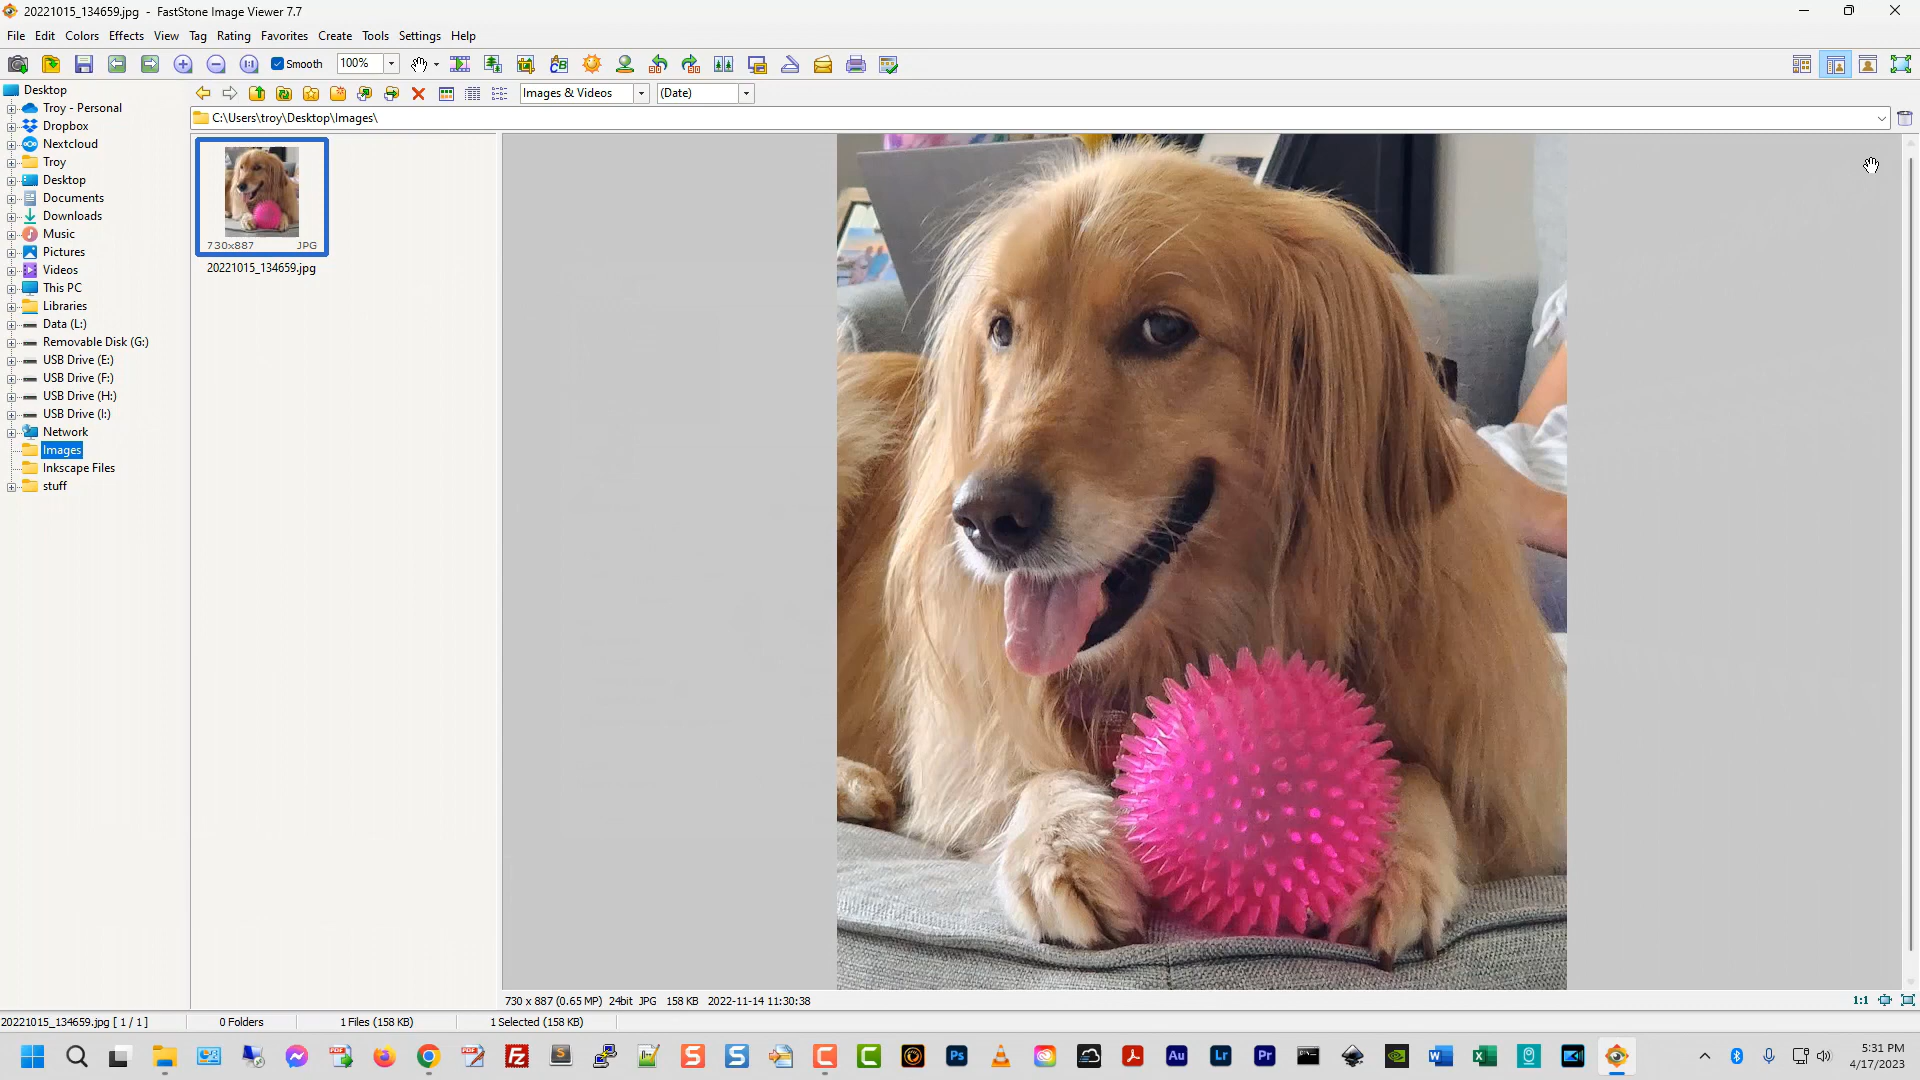 20221015_134659.jpg - FastStone Image Viewer 7.7
File Edit Colors Effects View Tag Rating Favorites Create Tools Settings Help
Smooth 100%
Images & Videos (Date)
C:\Users\troy\Desktop\Images\
Desktop
Troy - Personal
Dropbox
Nextcloud
Troy
Desktop
Documents
Downloads
Music
Pictures
Videos
This PC
Libraries
Data (L:)
Removable Disk (G:)
USB Drive (E:)
USB Drive (F:)
USB Drive (H:)
USB Drive (I:)
Network
Images
Inkscape Files
stuff
730x887 JPG
20221015_134659.jpg
730 x 887 (0.65 MP) 24bit JPG 158 KB 2022-11-14 11:30:38
1:1
20221015_134659.jpg [ 1 / 1 ] 0 Folders 1 Files (158 KB) 1 Selected (158 KB)
5:31 PM
4/17/2023